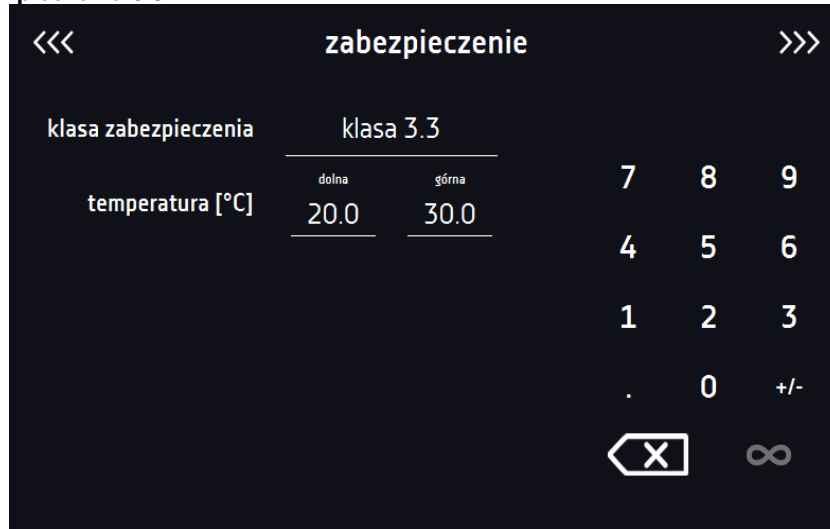 <<< zabezpieczenie >>>
klasa zabezpieczenia klasa 3.3
dolna górna
temperatura [°C] 20.0 30.0
7 8 9
4 5 6
1 2 3
. 0 +/-
X ∞